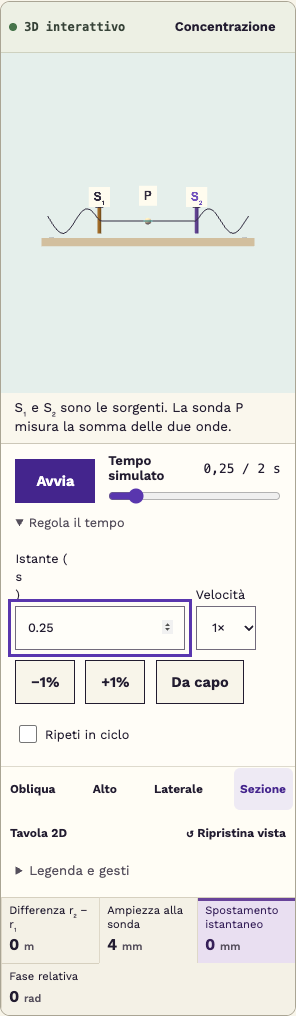 3D interattivo Concentrazione
S₁ P S₂
S₁ e S₂ sono le sorgenti. La sonda P
misura la somma delle due onde.
Avvia
Tempo
simulato
0,25 / 2 s
▼ Regola il tempo
Istante (
s
)
Velocità
0.25
1×
−1% +1% Da capo
Ripeti in ciclo
Obliqua Alto Laterale Sezione
Tavola 2D ↺ Ripristina vista
▶ Legenda e gesti
Differenza r₂ −
r₁
0 m
Ampiezza alla
sonda
4 mm
Spostamento
istantaneo
0 mm
Fase relativa
0 rad